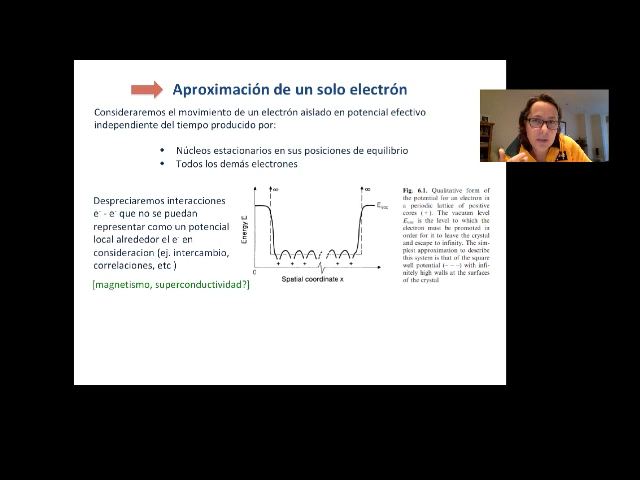 Aproximación de un solo electrón
Consideraremos el movimiento de un electrón aislado en potencial efectivo
independiente del tiempo producido por:
❖ Núcleos estacionarios en sus posiciones de equilibrio
❖ Todos los demás electrones
Despreciaremos interacciones
e⁻ - e⁻ que no se puedan
representar como un potencial
local alrededor el e⁻ en
consideracion (ej. intercambio,
correlaciones, etc )
[magnetismo, superconductividad?]
∞ ∞
Evac
Energy E
+ + + + +
0
Spatial coordinate x
Fig. 6.1. Qualitative form of
the potential for an electron in
a periodic lattice of positive
cores (+). The vacuum level
Evac is the level to which the
electron must be promoted in
order for it to leave the crystal
and escape to infinity. The sim-
plest approximation to describe
this system is that of the square
well potential (- - -) with infi-
nitely high walls at the surfaces
of the crystal